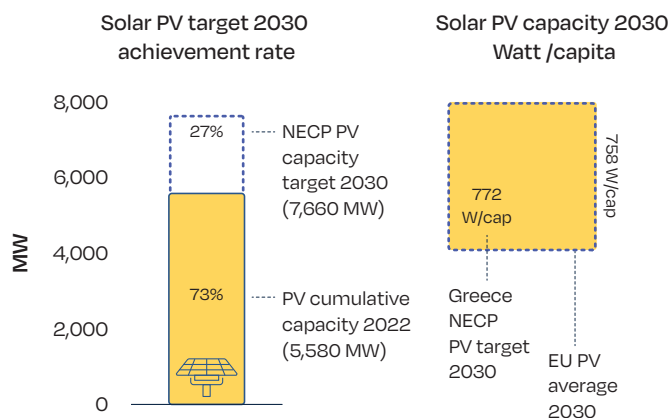 Solar PV target 2030
achievement rate
MW
8,000
6,000
4,000
2,000
0
27%
73%
NECP PV
capacity
target 2030
(7,660 MW)
PV cumulative
capacity 2022
(5,580 MW)
Solar PV capacity 2030
Watt /capita
772
W/cap
758 W/cap
Greece
NECP
PV target
2030
EU PV
average
2030